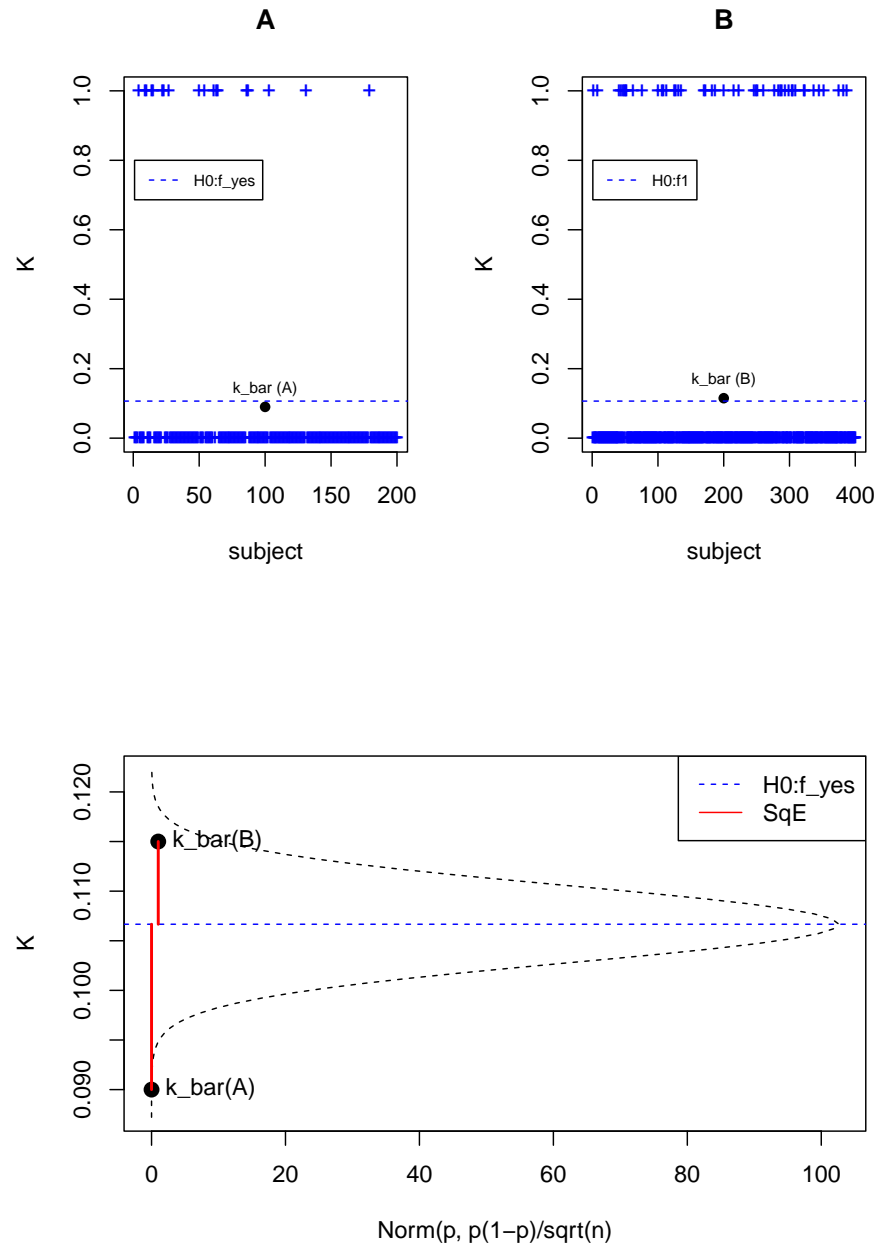 A
K
0.0 0.2 0.4 0.6 0.8 1.0
H0:f_yes
k_bar (A)
0 50 100 150 200
subject
B
K
0.0 0.2 0.4 0.6 0.8 1.0
H0:f1
k_bar (B)
0 100 200 300 400
subject
K
0.090 0.100 0.110 0.120
H0:f_yes
SqE
k_bar(B)
k_bar(A)
0 20 40 60 80 100
Norm(p, p(1−p)/sqrt(n)